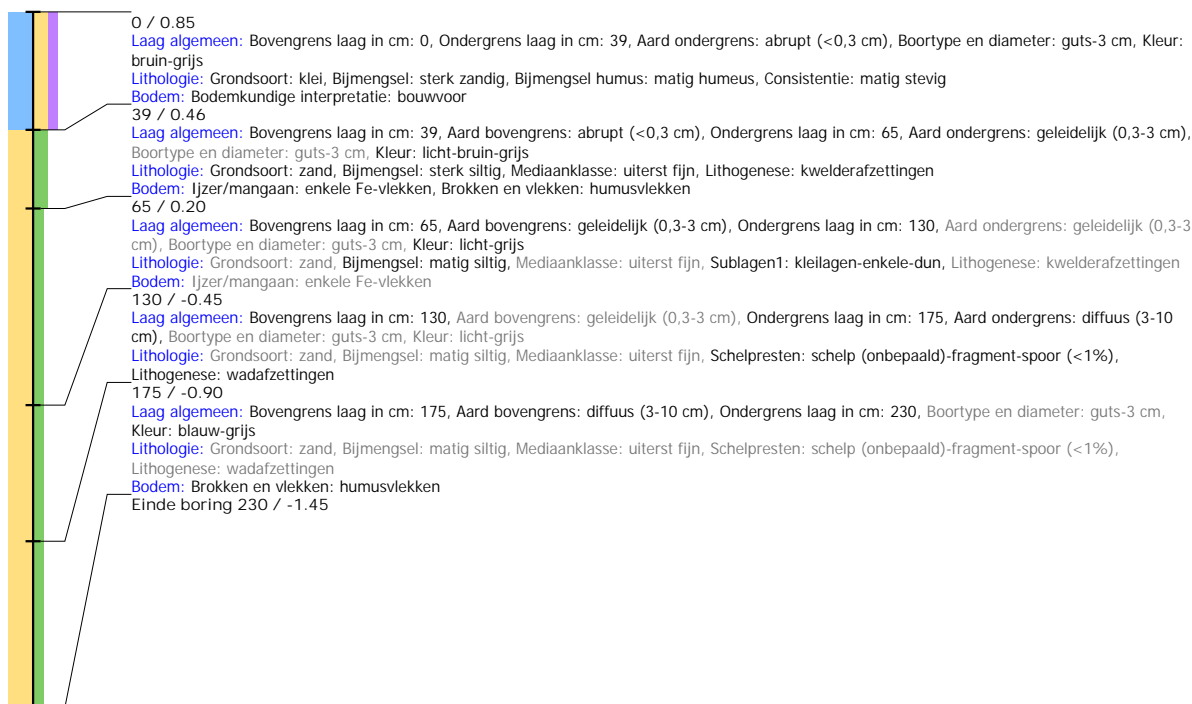 0 / 0.85
Laag algemeen: Bovengrens laag in cm: 0, Ondergrens laag in cm: 39, Aard ondergrens: abrupt (<0,3 cm), Boortype en diameter: guts-3 cm, Kleur:
bruin-grijs
Lithologie: Grondsoort: klei, Bijmengsel: sterk zandig, Bijmengsel humus: matig humeus, Consistentie: matig stevig
Bodem: Bodemkundige interpretatie: bouwvoor
39 / 0.46
Laag algemeen: Bovengrens laag in cm: 39, Aard bovengrens: abrupt (<0,3 cm), Ondergrens laag in cm: 65, Aard ondergrens: geleidelijk (0,3-3 cm),
Boortype en diameter: guts-3 cm, Kleur: licht-bruin-grijs
Lithologie: Grondsoort: zand, Bijmengsel: sterk siltig, Mediaanklasse: uiterst fijn, Lithogenese: kwelderafzettingen
Bodem: Ijzer/mangaan: enkele Fe-vlekken, Brokken en vlekken: humusvlekken
65 / 0.20
Laag algemeen: Bovengrens laag in cm: 65, Aard bovengrens: geleidelijk (0,3-3 cm), Ondergrens laag in cm: 130, Aard ondergrens: geleidelijk (0,3-3
cm), Boortype en diameter: guts-3 cm, Kleur: licht-grijs
Lithologie: Grondsoort: zand, Bijmengsel: matig siltig, Mediaanklasse: uiterst fijn, Sublagen1: kleilagen-enkele-dun, Lithogenese: kwelderafzettingen
Bodem: Ijzer/mangaan: enkele Fe-vlekken
130 / -0.45
Laag algemeen: Bovengrens laag in cm: 130, Aard bovengrens: geleidelijk (0,3-3 cm), Ondergrens laag in cm: 175, Aard ondergrens: diffuus (3-10
cm), Boortype en diameter: guts-3 cm, Kleur: licht-grijs
Lithologie: Grondsoort: zand, Bijmengsel: matig siltig, Mediaanklasse: uiterst fijn, Schelpresten: schelp (onbepaald)-fragment-spoor (<1%),
Lithogenese: wadafzettingen
175 / -0.90
Laag algemeen: Bovengrens laag in cm: 175, Aard bovengrens: diffuus (3-10 cm), Ondergrens laag in cm: 230, Boortype en diameter: guts-3 cm,
Kleur: blauw-grijs
Lithologie: Grondsoort: zand, Bijmengsel: matig siltig, Mediaanklasse: uiterst fijn, Schelpresten: schelp (onbepaald)-fragment-spoor (<1%),
Lithogenese: wadafzettingen
Bodem: Brokken en vlekken: humusvlekken
Einde boring 230 / -1.45